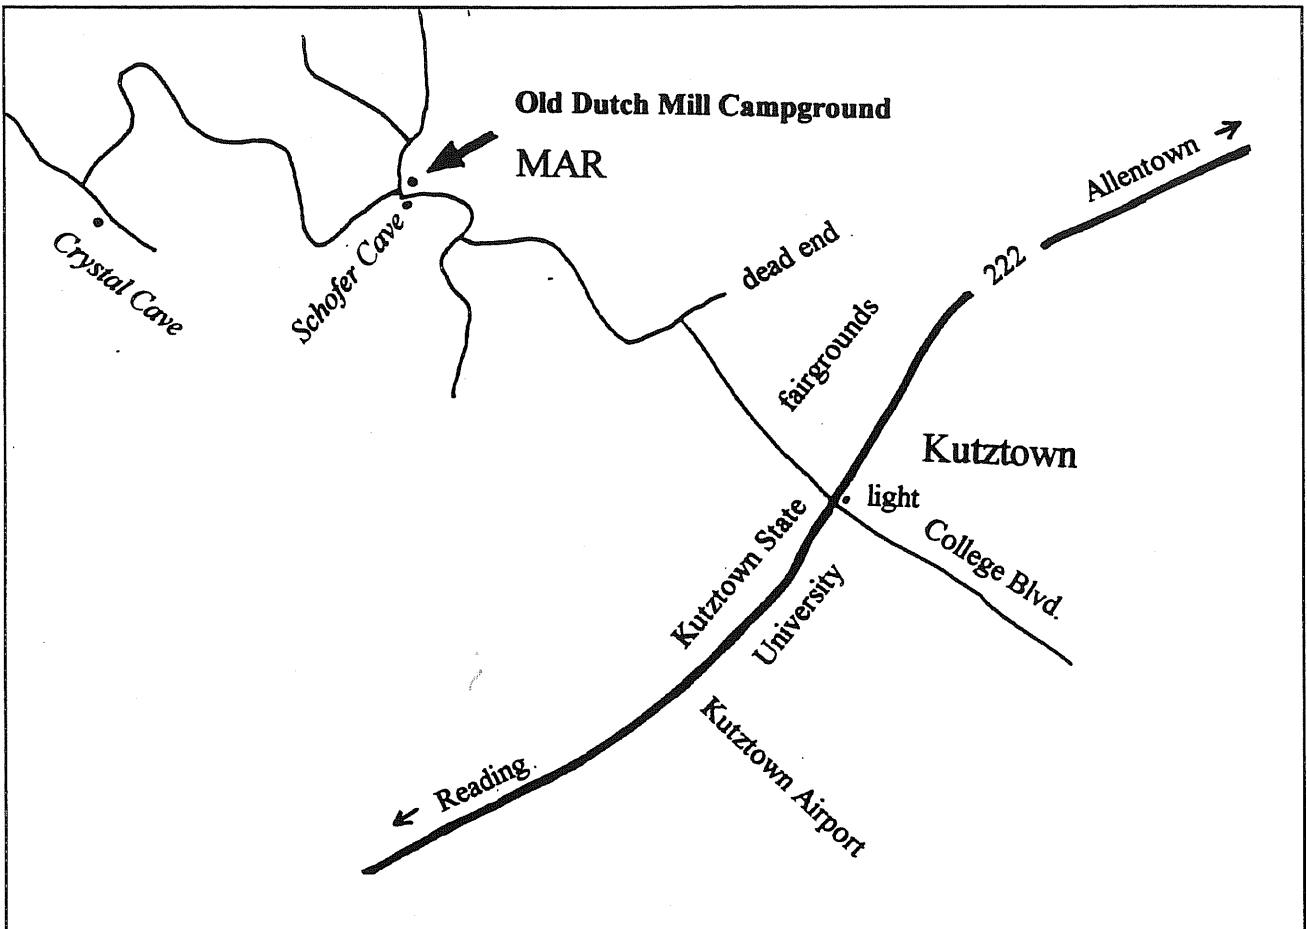 Old Dutch Mill Campground
MAR
Allentown
222
dead end
Crystal Cave
Schofer Cave
fairgrounds
Kutztown
light
Kutztown State
University
College Blvd.
Kutztown Airport
Reading